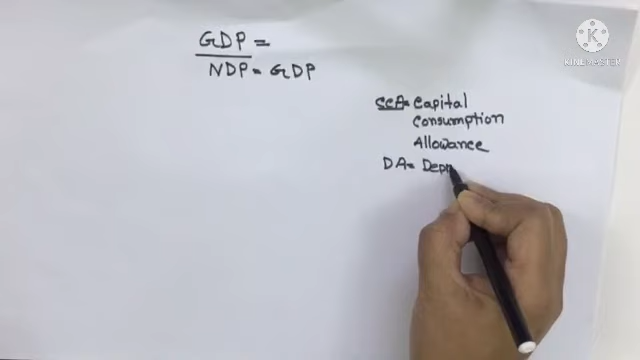 GDP =
NDP = GDP
CCA = Capital
Consumption
Allowance
DA = Dep
KINEMASTER